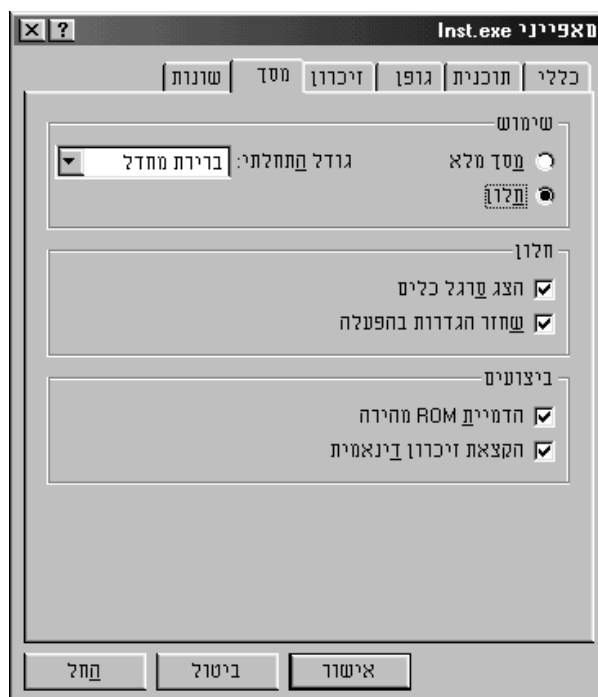 מאפייני Inst.exe
כללי תוכנית גופן זיכרון מסך שונות
שימוש
מסך מלא גודל התחלתי: ברירת מחדל
חלון
חלון
הצג סרגל כלים
שחזר הגדרות בהפעלה
ביצועים
הדמיית ROM מהירה
הקצאת זיכרון דינאמית
אישור ביטול החל